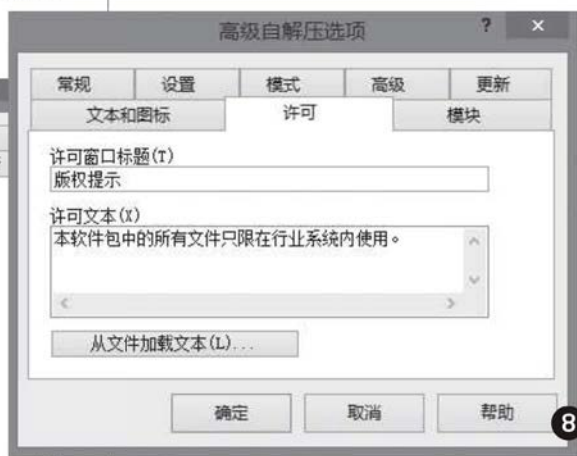 高级自解压选项 ? ×
常规 设置 模式 高级 更新
文本和图标 许可 模块
许可窗口标题(T)
版权提示
许可文本(X)
本软件包中的所有文件只限在行业系统内使用。
从文件加载文本(L)...
确定 取消 帮助
8